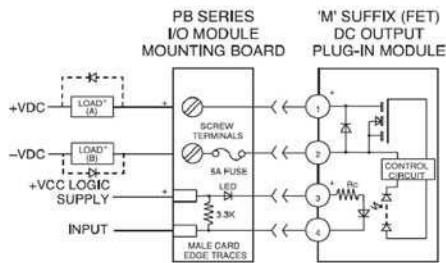 PB SERIES
I/O MODULE
MOUNTING BOARD
'M' SUFFIX (FET)
DC OUTPUT
PLUG-IN MODULE
+VDC
LOAD*
(A)
+
SCREW
TERMINALS
1
+
–VDC
LOAD*
(B)
5A FUSE
2
CONTROL
CIRCUIT
+VCC LOGIC
SUPPLY
+
LED
3
+
Rc
3.3K
INPUT
4
MALE CARD
EDGE TRACES